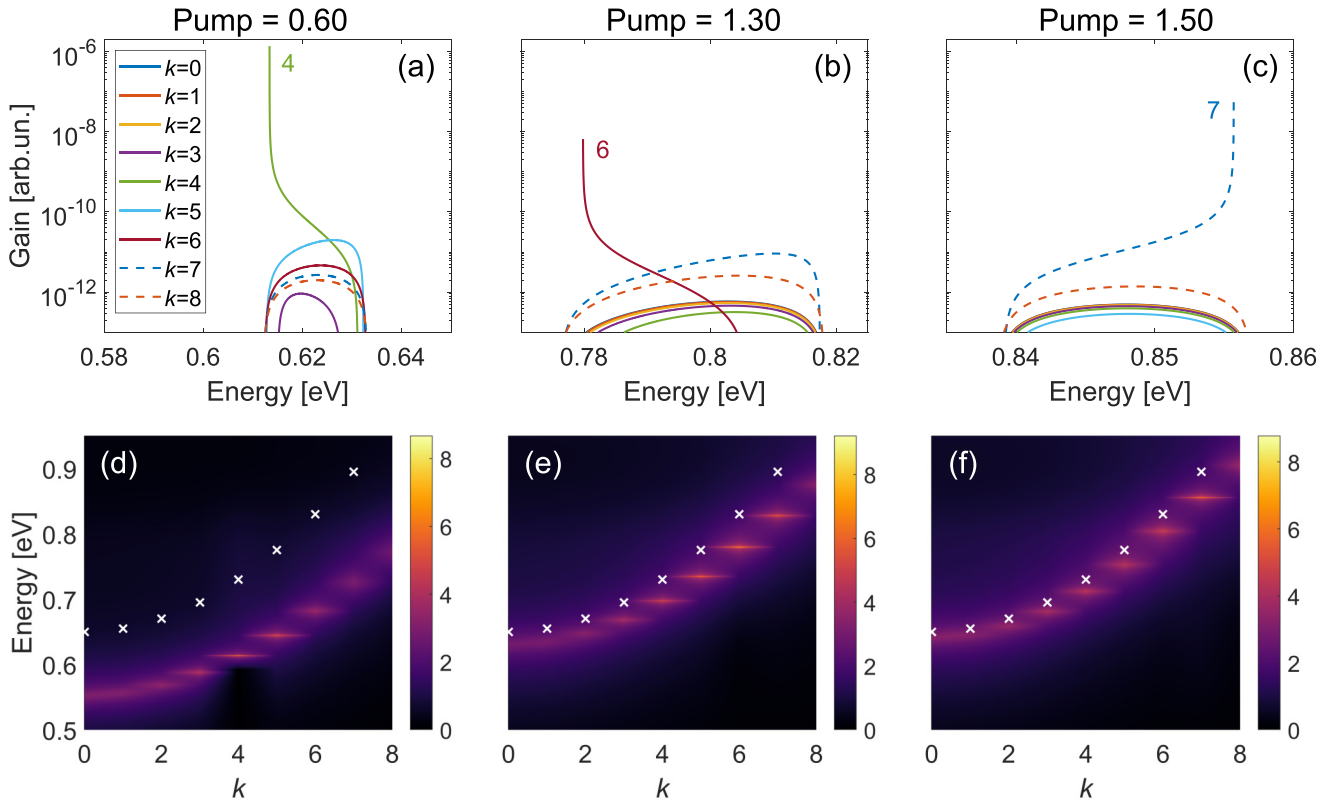 Pump = 0.60
Pump = 1.30
Pump = 1.50
Gain [arb.un.]
10-6
10-8
10-10
10-12
k=0
k=1
k=2
k=3
k=4
k=5
k=6
k=7
k=8
4
(a)
6
(b)
7
(c)
0.58 0.6 0.62 0.64
0.78 0.8 0.82
0.84 0.85 0.86
Energy [eV]
Energy [eV]
Energy [eV]
Energy [eV]
0.9
0.8
0.7
0.6
0.5
(d)
8
6
4
2
0
(e)
8
6
4
2
0
(f)
8
6
4
2
0
0 2 4 6 8
0 2 4 6 8
0 2 4 6 8
k
k
k